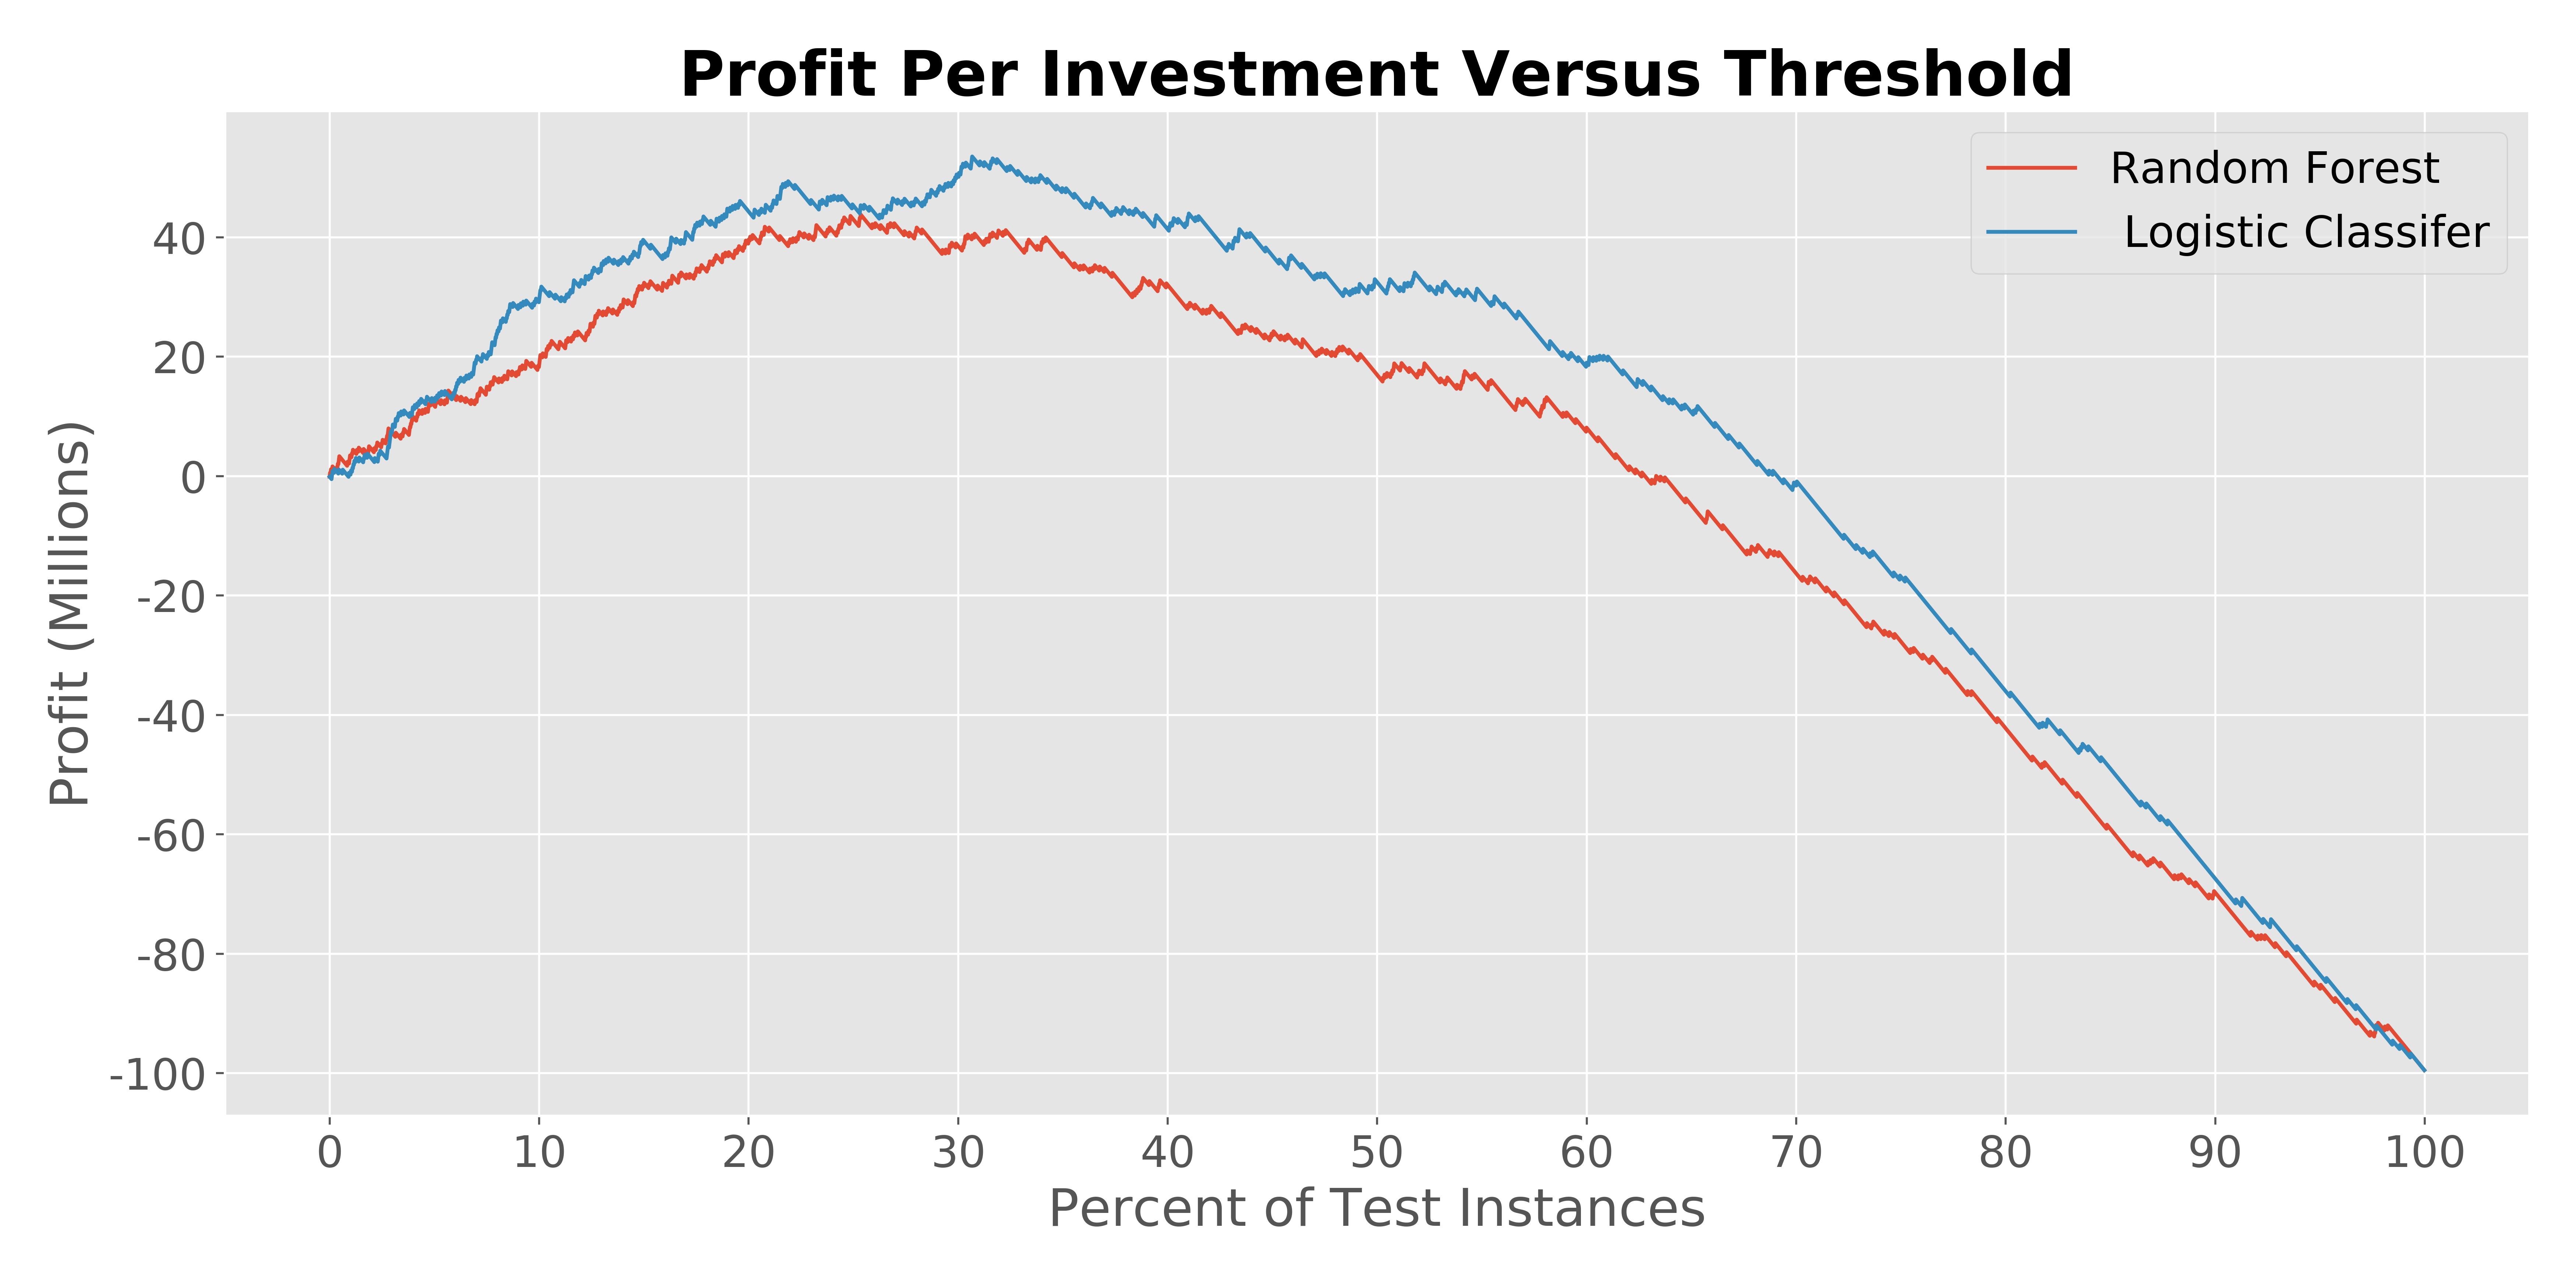 Profit Per Investment Versus Threshold
Random Forest
Logistic Classifer
Profit (Millions)
40
20
0
-20
-40
-60
-80
-100
0 10 20 30 40 50 60 70 80 90 100
Percent of Test Instances